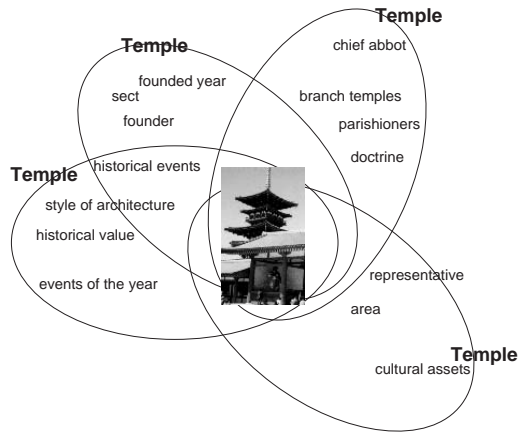 Temple
chief abbot
branch temples
parishioners
doctrine
Temple
founded year
sect
founder
historical events
Temple
style of architecture
historical value
events of the year
representative
area
Temple
cultural assets